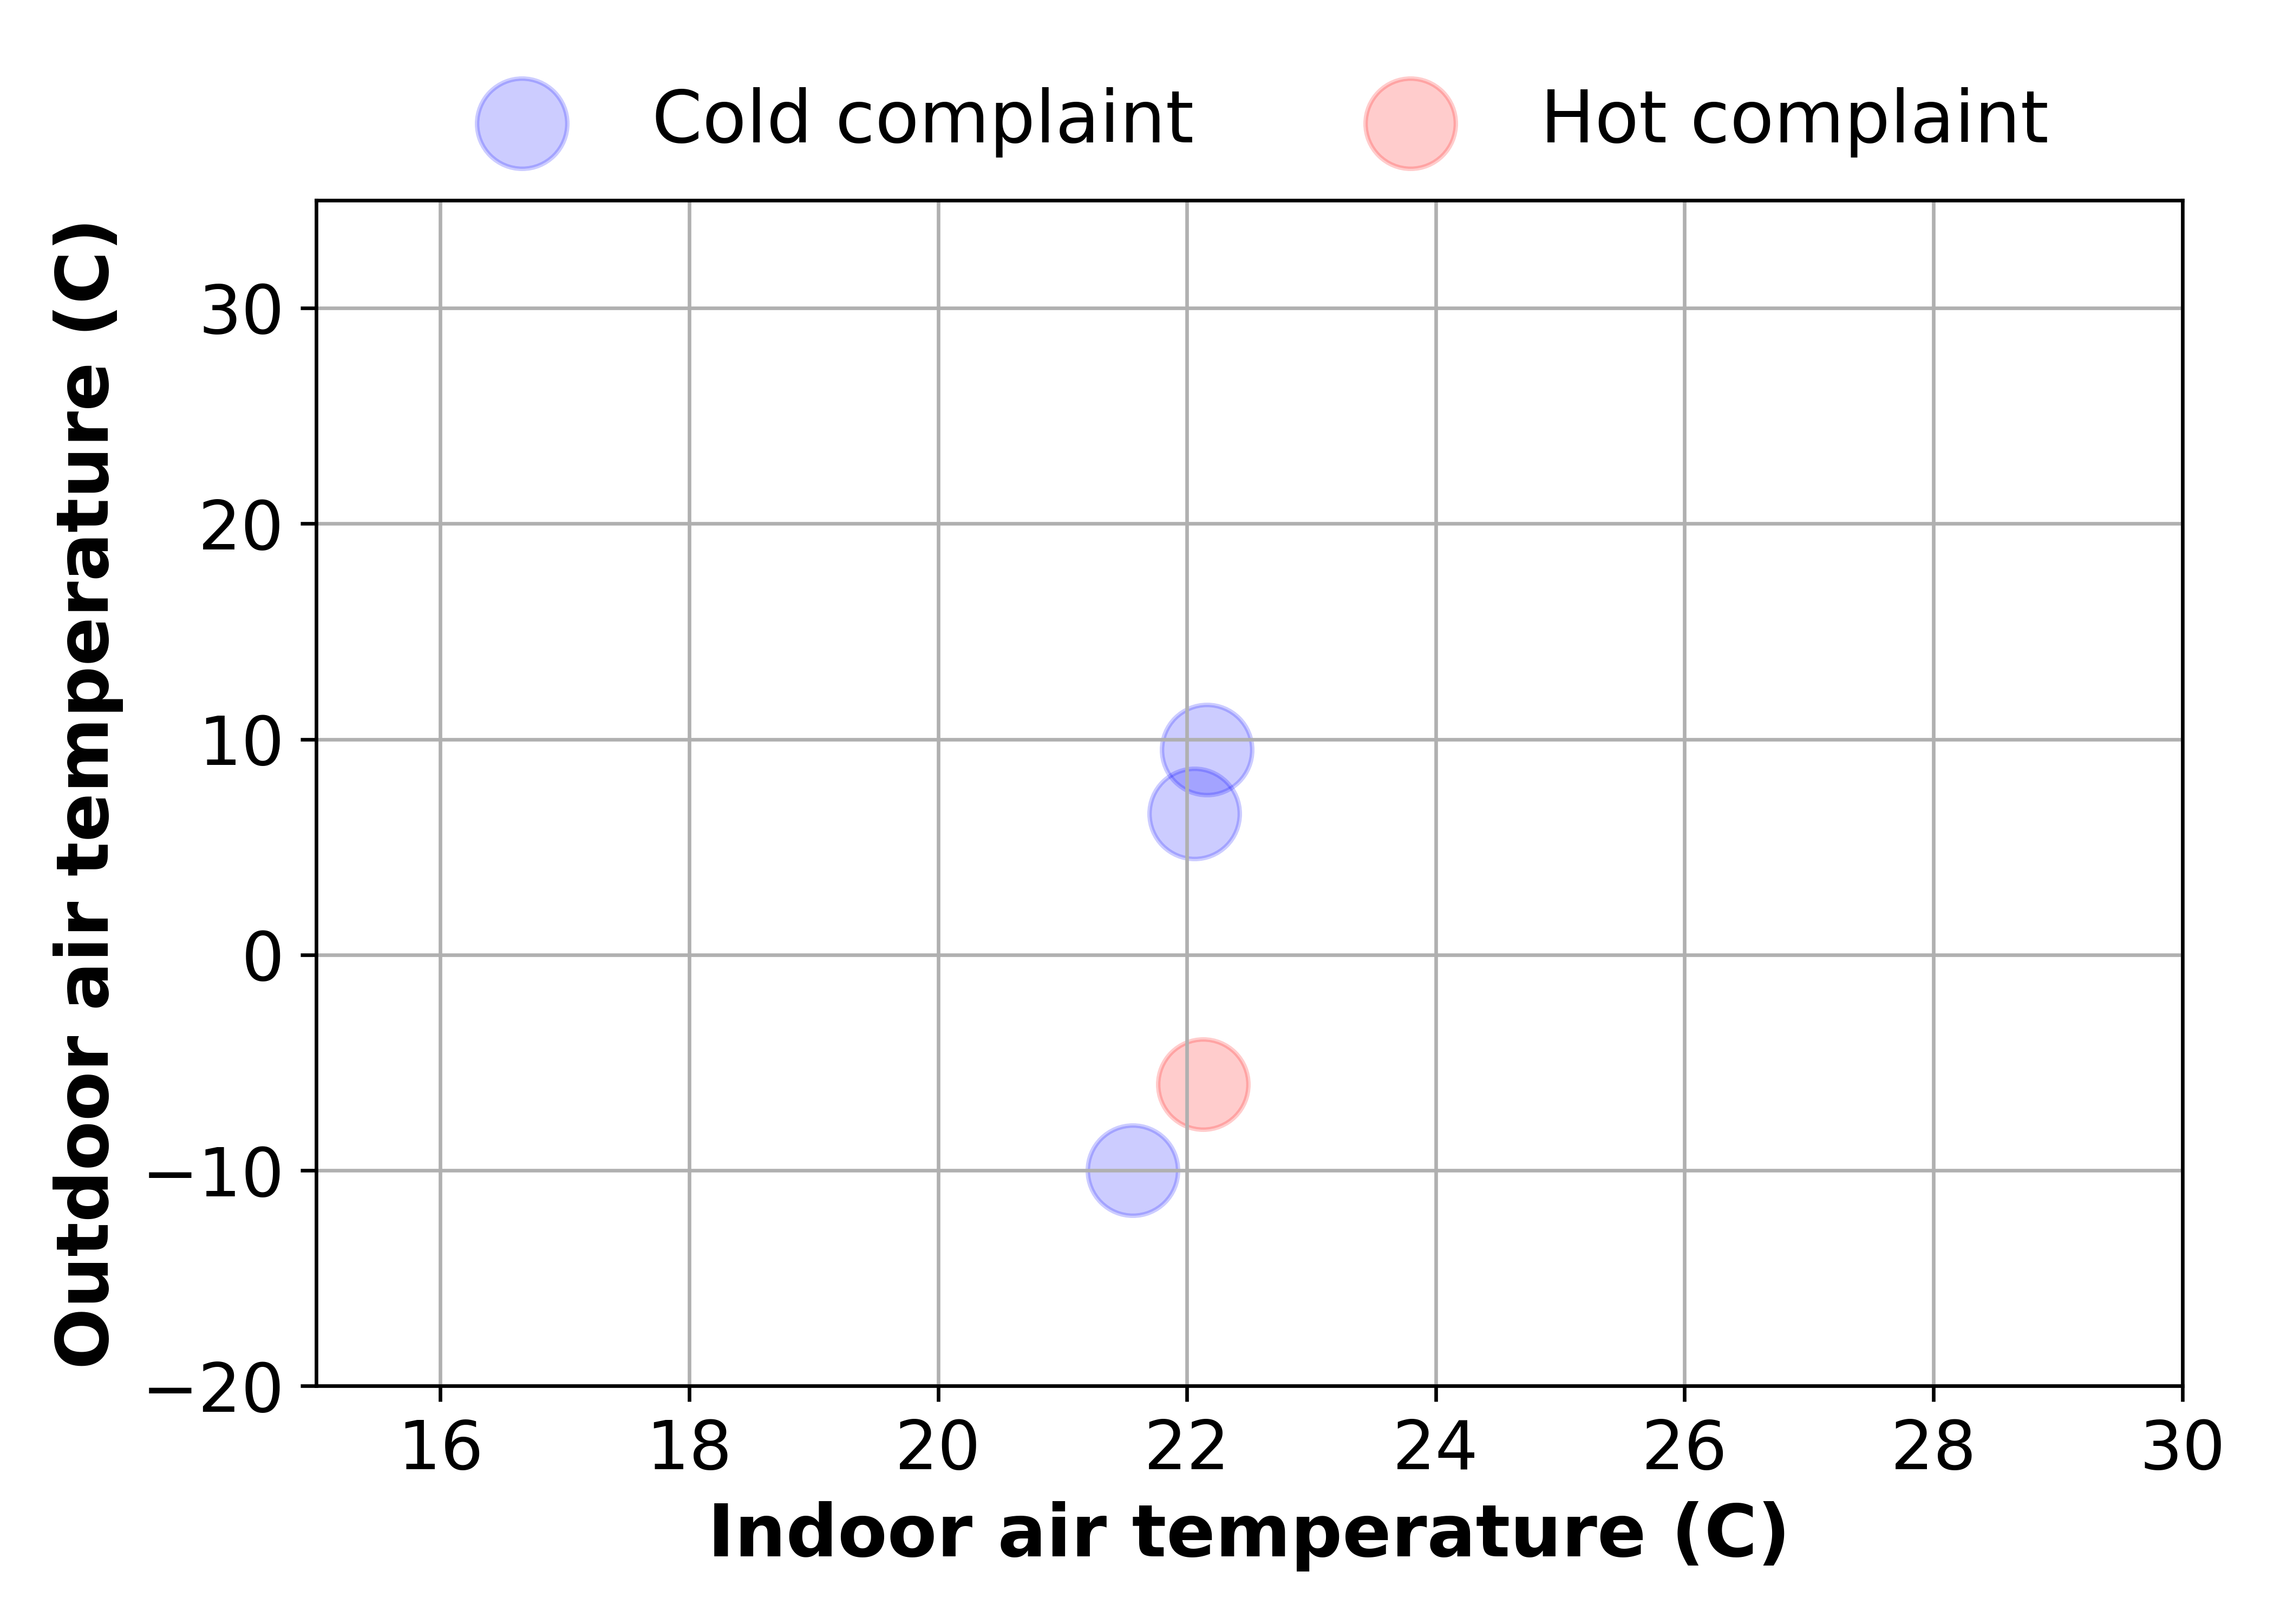 Cold complaint Hot complaint
Outdoor air temperature (C)
30
20
10
0
−10
−20
16 18 20 22 24 26 28 30
Indoor air temperature (C)